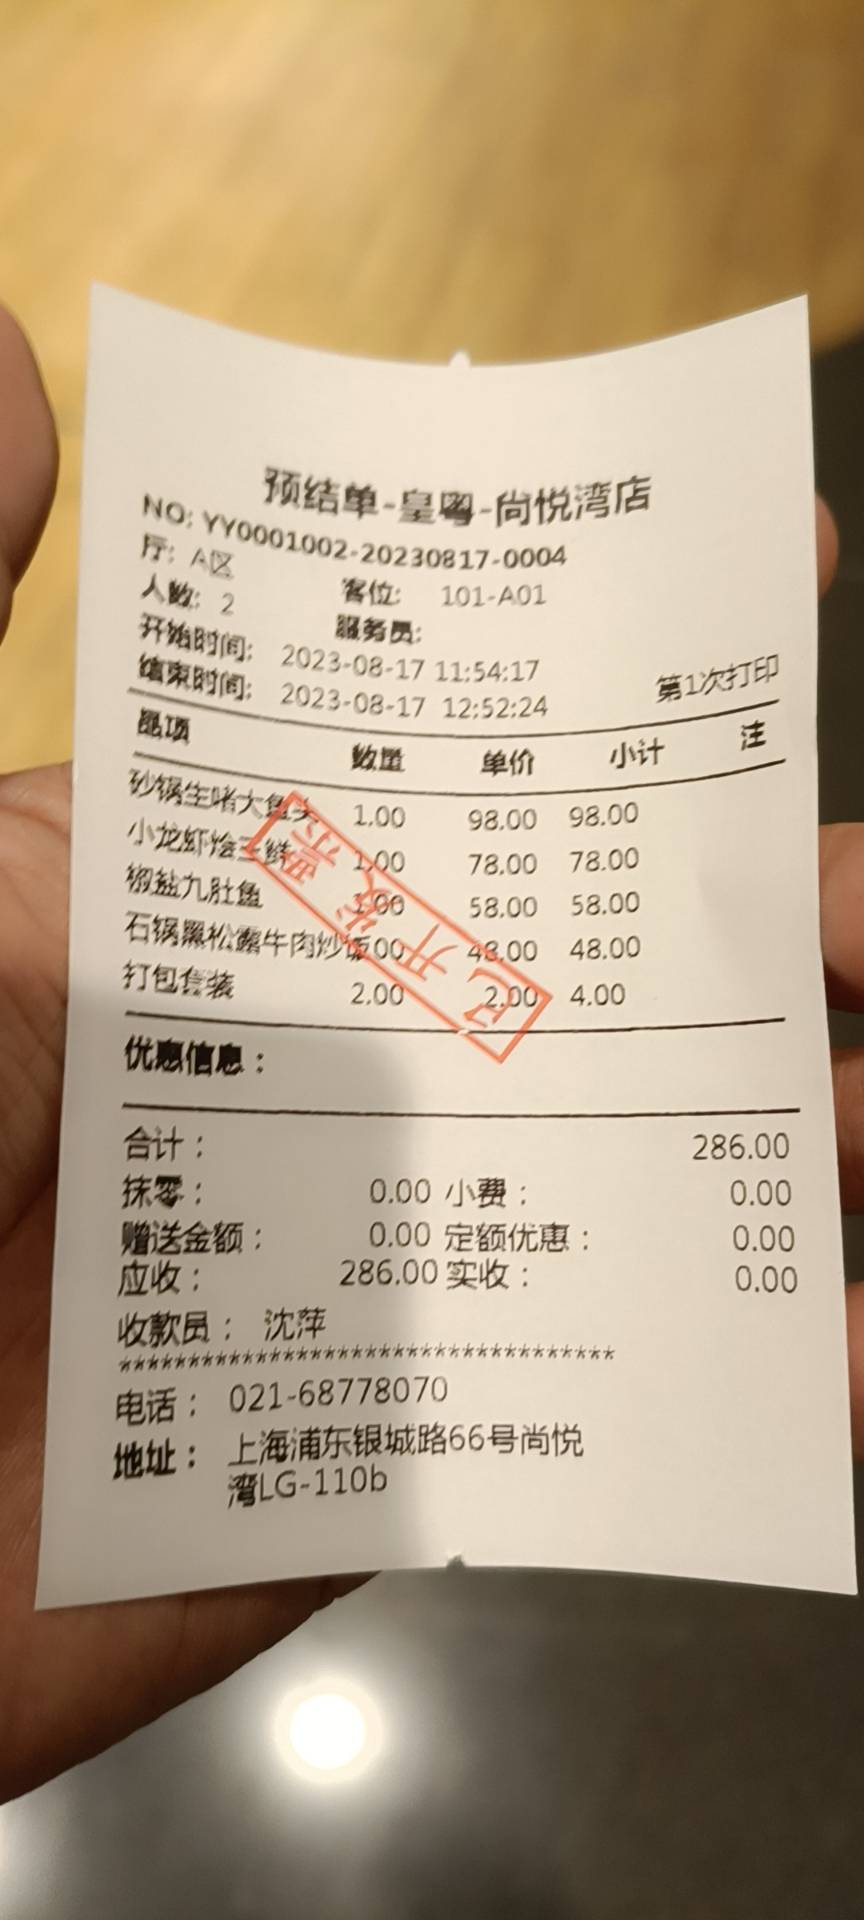 预结单-皇粤-尚悦湾店
NO: YY0001002-20230817-0004
厅: A区
人数: 2 客位: 101-A01
服务员:
开始时间: 2023-08-17 11:54:17
结束时间: 2023-08-17 12:52:24 第1次打印
品项 数量 单价 小计 注
砂锅生啫大鱼头 1.00 98.00 98.00
小龙虾烩三鲜 1.00 78.00 78.00
椒盐九肚鱼 1.00 58.00 58.00
石锅黑松露牛肉炒饭 1.00 48.00 48.00
打包套装 2.00 2.00 4.00
已开发票
优惠信息：
合计： 286.00
抹零： 0.00 小费： 0.00
赠送金额： 0.00 定额优惠： 0.00
应收： 286.00 实收： 0.00
收款员： 沈萍
************************************
电话： 021-68778070
地址： 上海浦东银城路66号尚悦
湾LG-110b